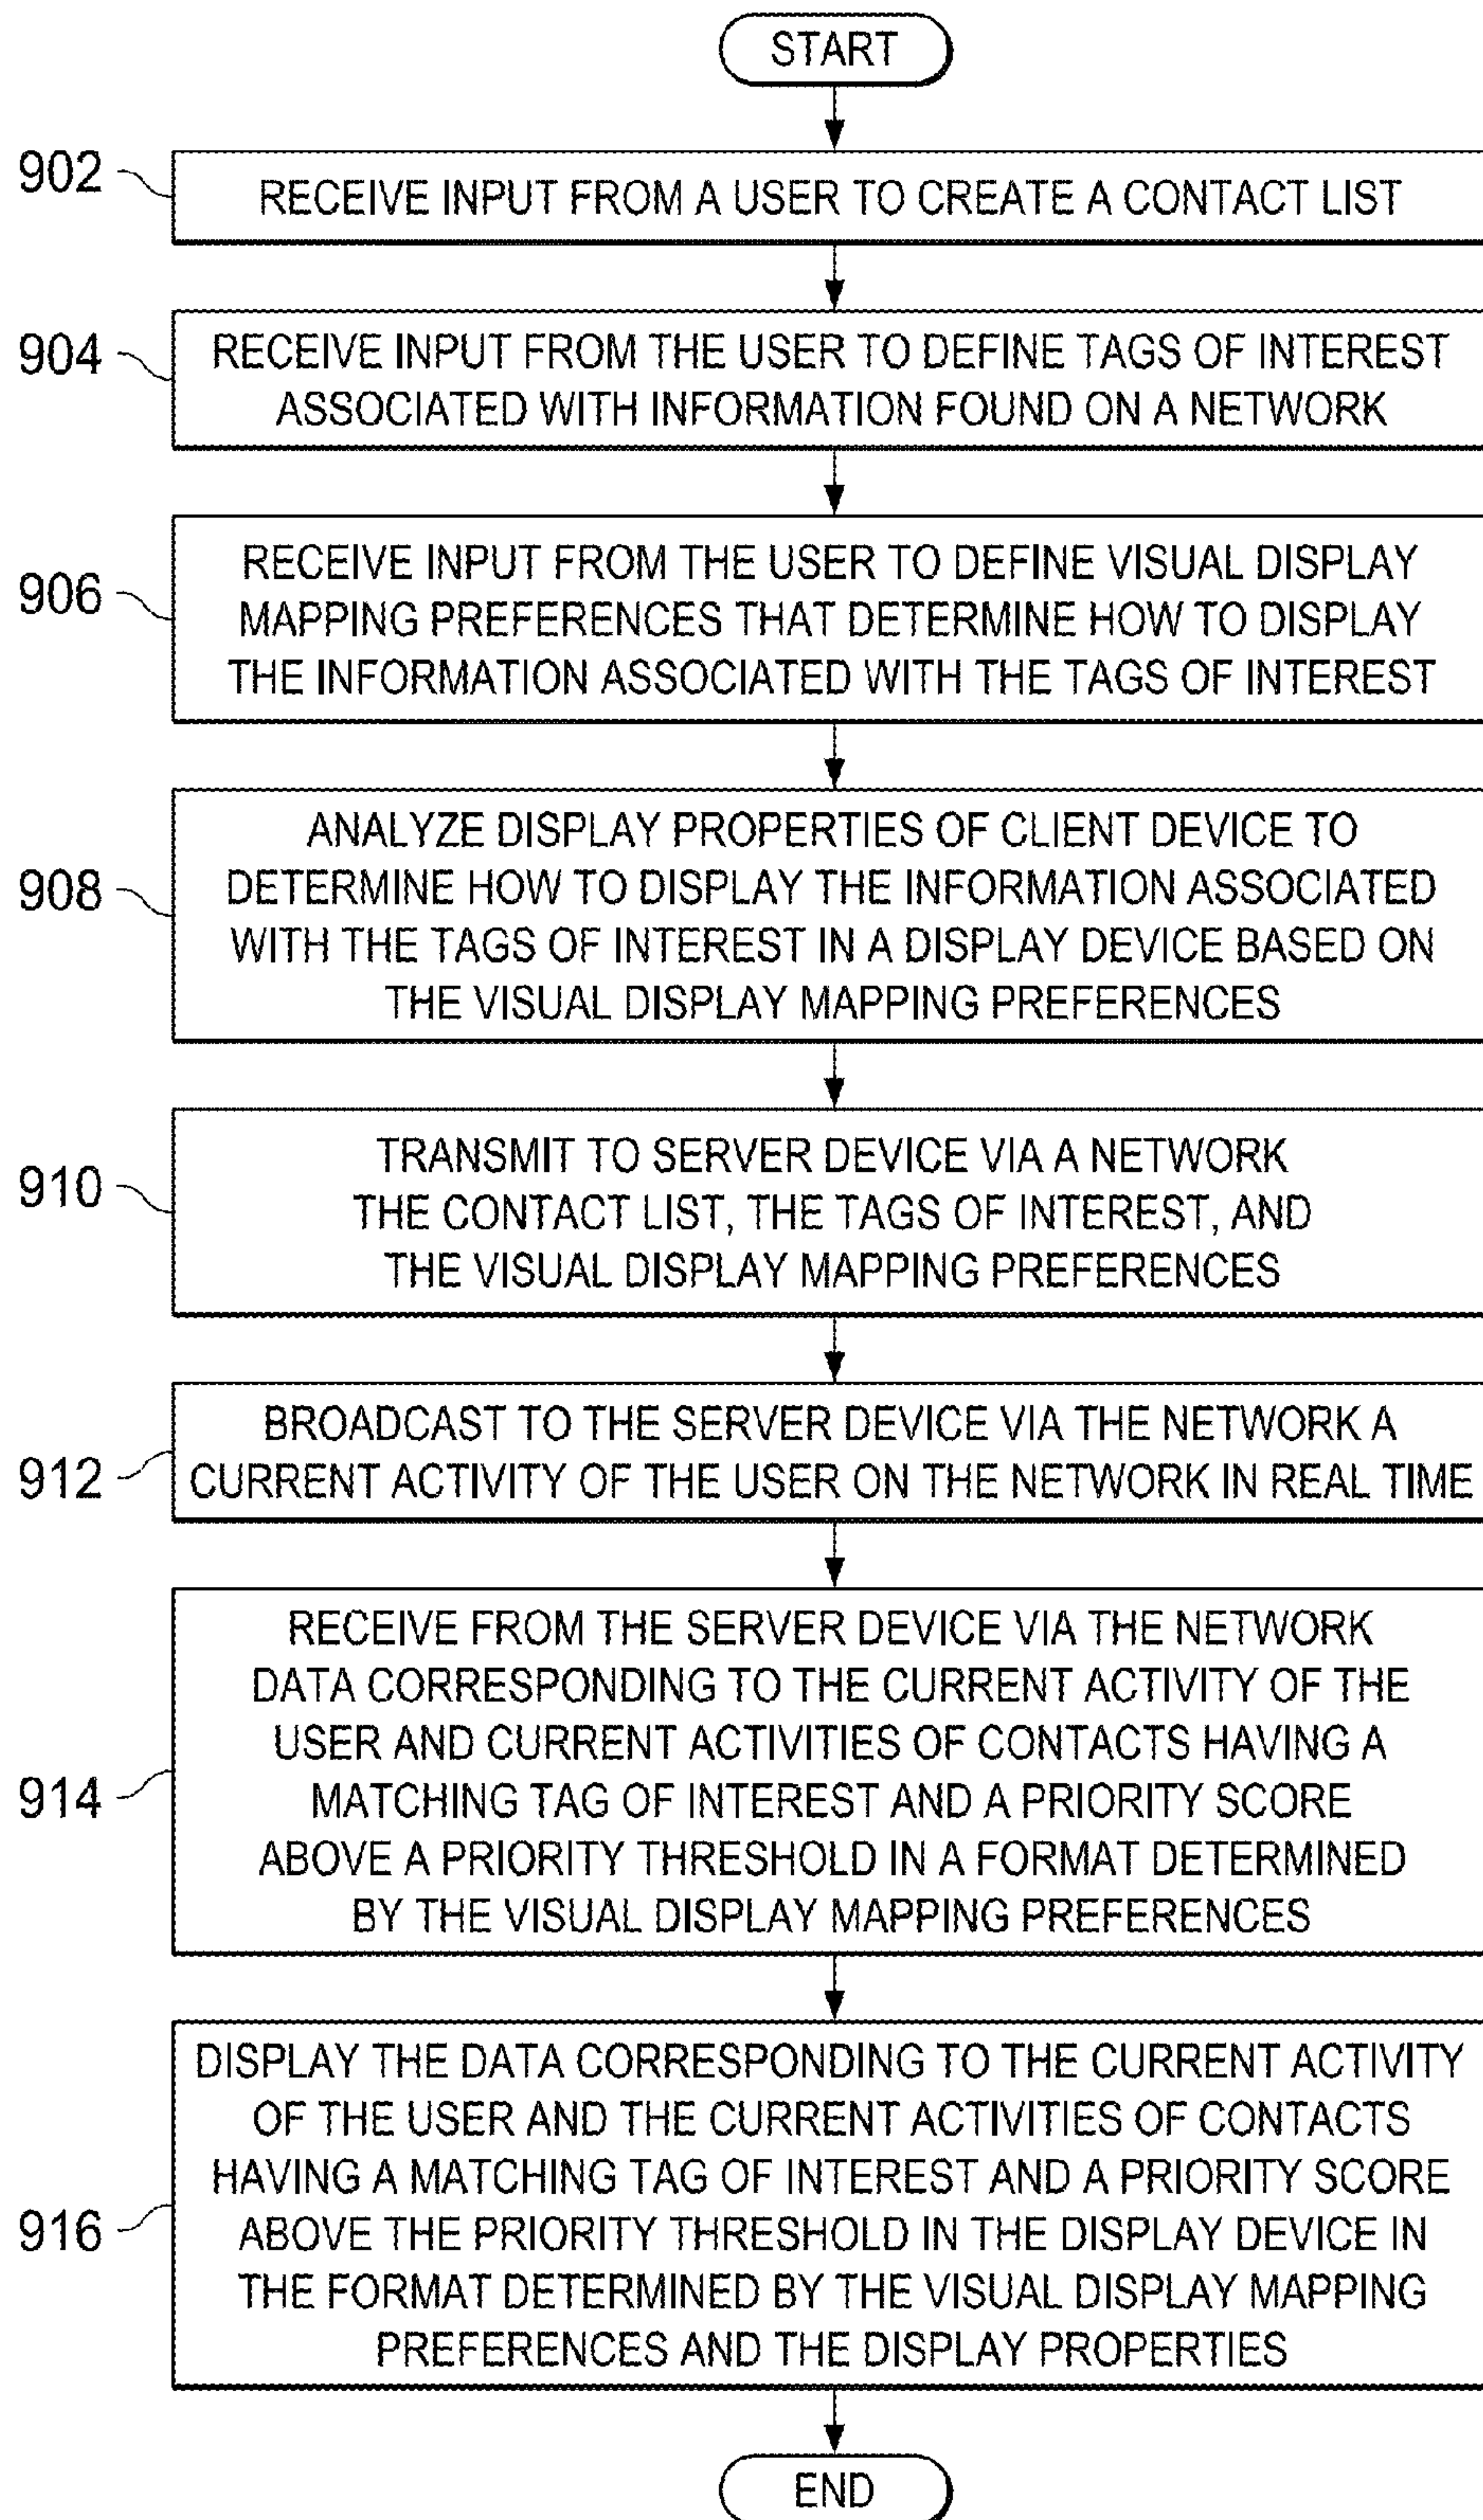 START
902
RECEIVE INPUT FROM A USER TO CREATE A CONTACT LIST
904
RECEIVE INPUT FROM THE USER TO DEFINE TAGS OF INTEREST
ASSOCIATED WITH INFORMATION FOUND ON A NETWORK
906
RECEIVE INPUT FROM THE USER TO DEFINE VISUAL DISPLAY
MAPPING PREFERENCES THAT DETERMINE HOW TO DISPLAY
THE INFORMATION ASSOCIATED WITH THE TAGS OF INTEREST
908
ANALYZE DISPLAY PROPERTIES OF CLIENT DEVICE TO
DETERMINE HOW TO DISPLAY THE INFORMATION ASSOCIATED
WITH THE TAGS OF INTEREST IN A DISPLAY DEVICE BASED ON
THE VISUAL DISPLAY MAPPING PREFERENCES
910
TRANSMIT TO SERVER DEVICE VIA A NETWORK
THE CONTACT LIST, THE TAGS OF INTEREST, AND
THE VISUAL DISPLAY MAPPING PREFERENCES
912
BROADCAST TO THE SERVER DEVICE VIA THE NETWORK A
CURRENT ACTIVITY OF THE USER ON THE NETWORK IN REAL TIME
914
RECEIVE FROM THE SERVER DEVICE VIA THE NETWORK
DATA CORRESPONDING TO THE CURRENT ACTIVITY OF THE
USER AND CURRENT ACTIVITIES OF CONTACTS HAVING A
MATCHING TAG OF INTEREST AND A PRIORITY SCORE
ABOVE A PRIORITY THRESHOLD IN A FORMAT DETERMINED
BY THE VISUAL DISPLAY MAPPING PREFERENCES
916
DISPLAY THE DATA CORRESPONDING TO THE CURRENT ACTIVITY
OF THE USER AND THE CURRENT ACTIVITIES OF CONTACTS
HAVING A MATCHING TAG OF INTEREST AND A PRIORITY SCORE
ABOVE THE PRIORITY THRESHOLD IN THE DISPLAY DEVICE IN
THE FORMAT DETERMINED BY THE VISUAL DISPLAY MAPPING
PREFERENCES AND THE DISPLAY PROPERTIES
END